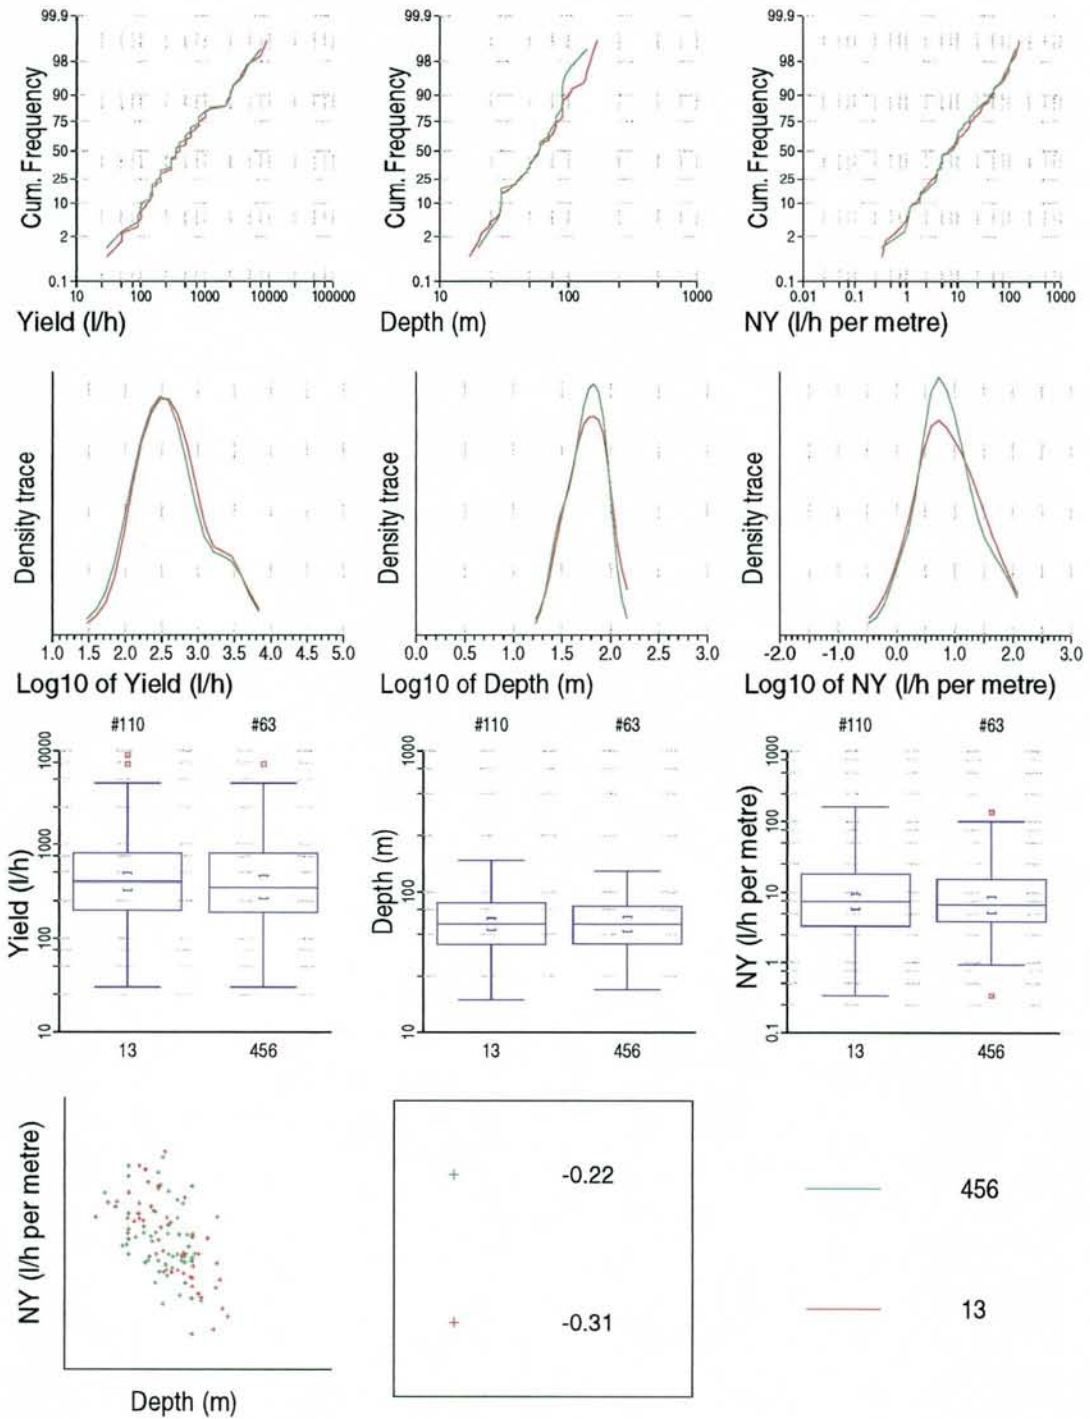 99.9
98
90
75
50
25
10
2
0.1
Cum. Frequency
10 100 1000 10000 100000
Yield (l/h)
99.9
98
90
75
50
25
10
2
0.1
Cum. Frequency
10 100 1000
Depth (m)
99.9
98
90
75
50
25
10
2
0.1
Cum. Frequency
0.01 0.1 1 10 100 1000
NY (l/h per metre)
Density trace
1.0 1.5 2.0 2.5 3.0 3.5 4.0 4.5 5.0
Log10 of Yield (l/h)
Density trace
0.0 0.5 1.0 1.5 2.0 2.5 3.0
Log10 of Depth (m)
Density trace
-2.0 -1.0 0.0 1.0 2.0 3.0
Log10 of NY (l/h per metre)
#110 #63
10000
1000
100
10
Yield (l/h)
13 456
#110 #63
1000
100
10
Depth (m)
13 456
#110 #63
1000
100
10
1
0.1
NY (l/h per metre)
13 456
NY (l/h per metre)
Depth (m)
-0.22
-0.31
456
13